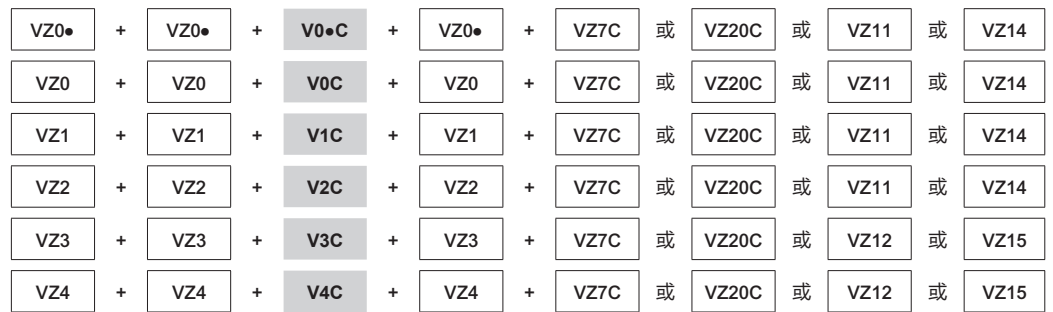 VZ0● + VZ0● + V0●C + VZ0● + VZ7C 或 VZ20C 或 VZ11 或 VZ14
VZ0 + VZ0 + V0C + VZ0 + VZ7C 或 VZ20C 或 VZ11 或 VZ14
VZ1 + VZ1 + V1C + VZ1 + VZ7C 或 VZ20C 或 VZ11 或 VZ14
VZ2 + VZ2 + V2C + VZ2 + VZ7C 或 VZ20C 或 VZ11 或 VZ14
VZ3 + VZ3 + V3C + VZ3 + VZ7C 或 VZ20C 或 VZ12 或 VZ15
VZ4 + VZ4 + V4C + VZ4 + VZ7C 或 VZ20C 或 VZ12 或 VZ15